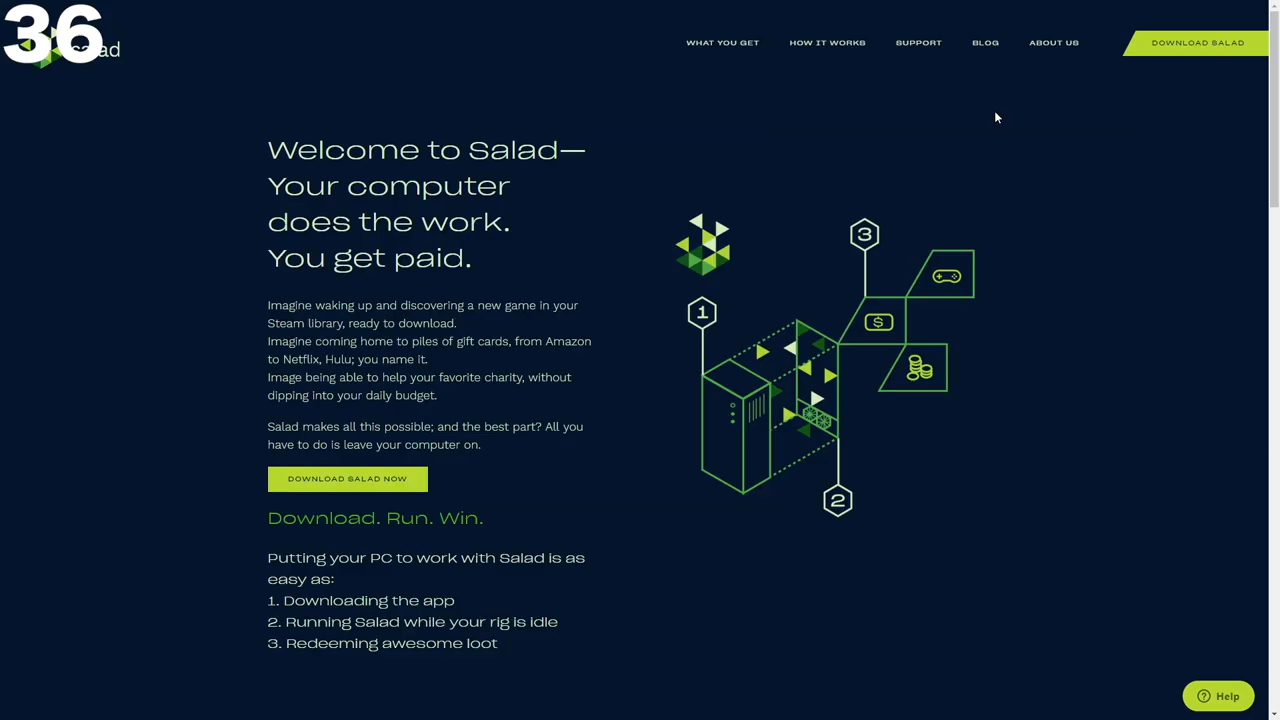 36
salad
WHAT YOU GET
HOW IT WORKS
SUPPORT
BLOG
ABOUT US
DOWNLOAD SALAD
Welcome to Salad—
Your computer
does the work.
You get paid.
Imagine waking up and discovering a new game in your
Steam library, ready to download.
Imagine coming home to piles of gift cards, from Amazon
to Netflix, Hulu; you name it.
Image being able to help your favorite charity, without
dipping into your daily budget.
Salad makes all this possible; and the best part? All you
have to do is leave your computer on.
DOWNLOAD SALAD NOW
Download. Run. Win.
Putting your PC to work with Salad is as
easy as:
1. Downloading the app
2. Running Salad while your rig is idle
3. Redeeming awesome loot
3
$
1
2
Help